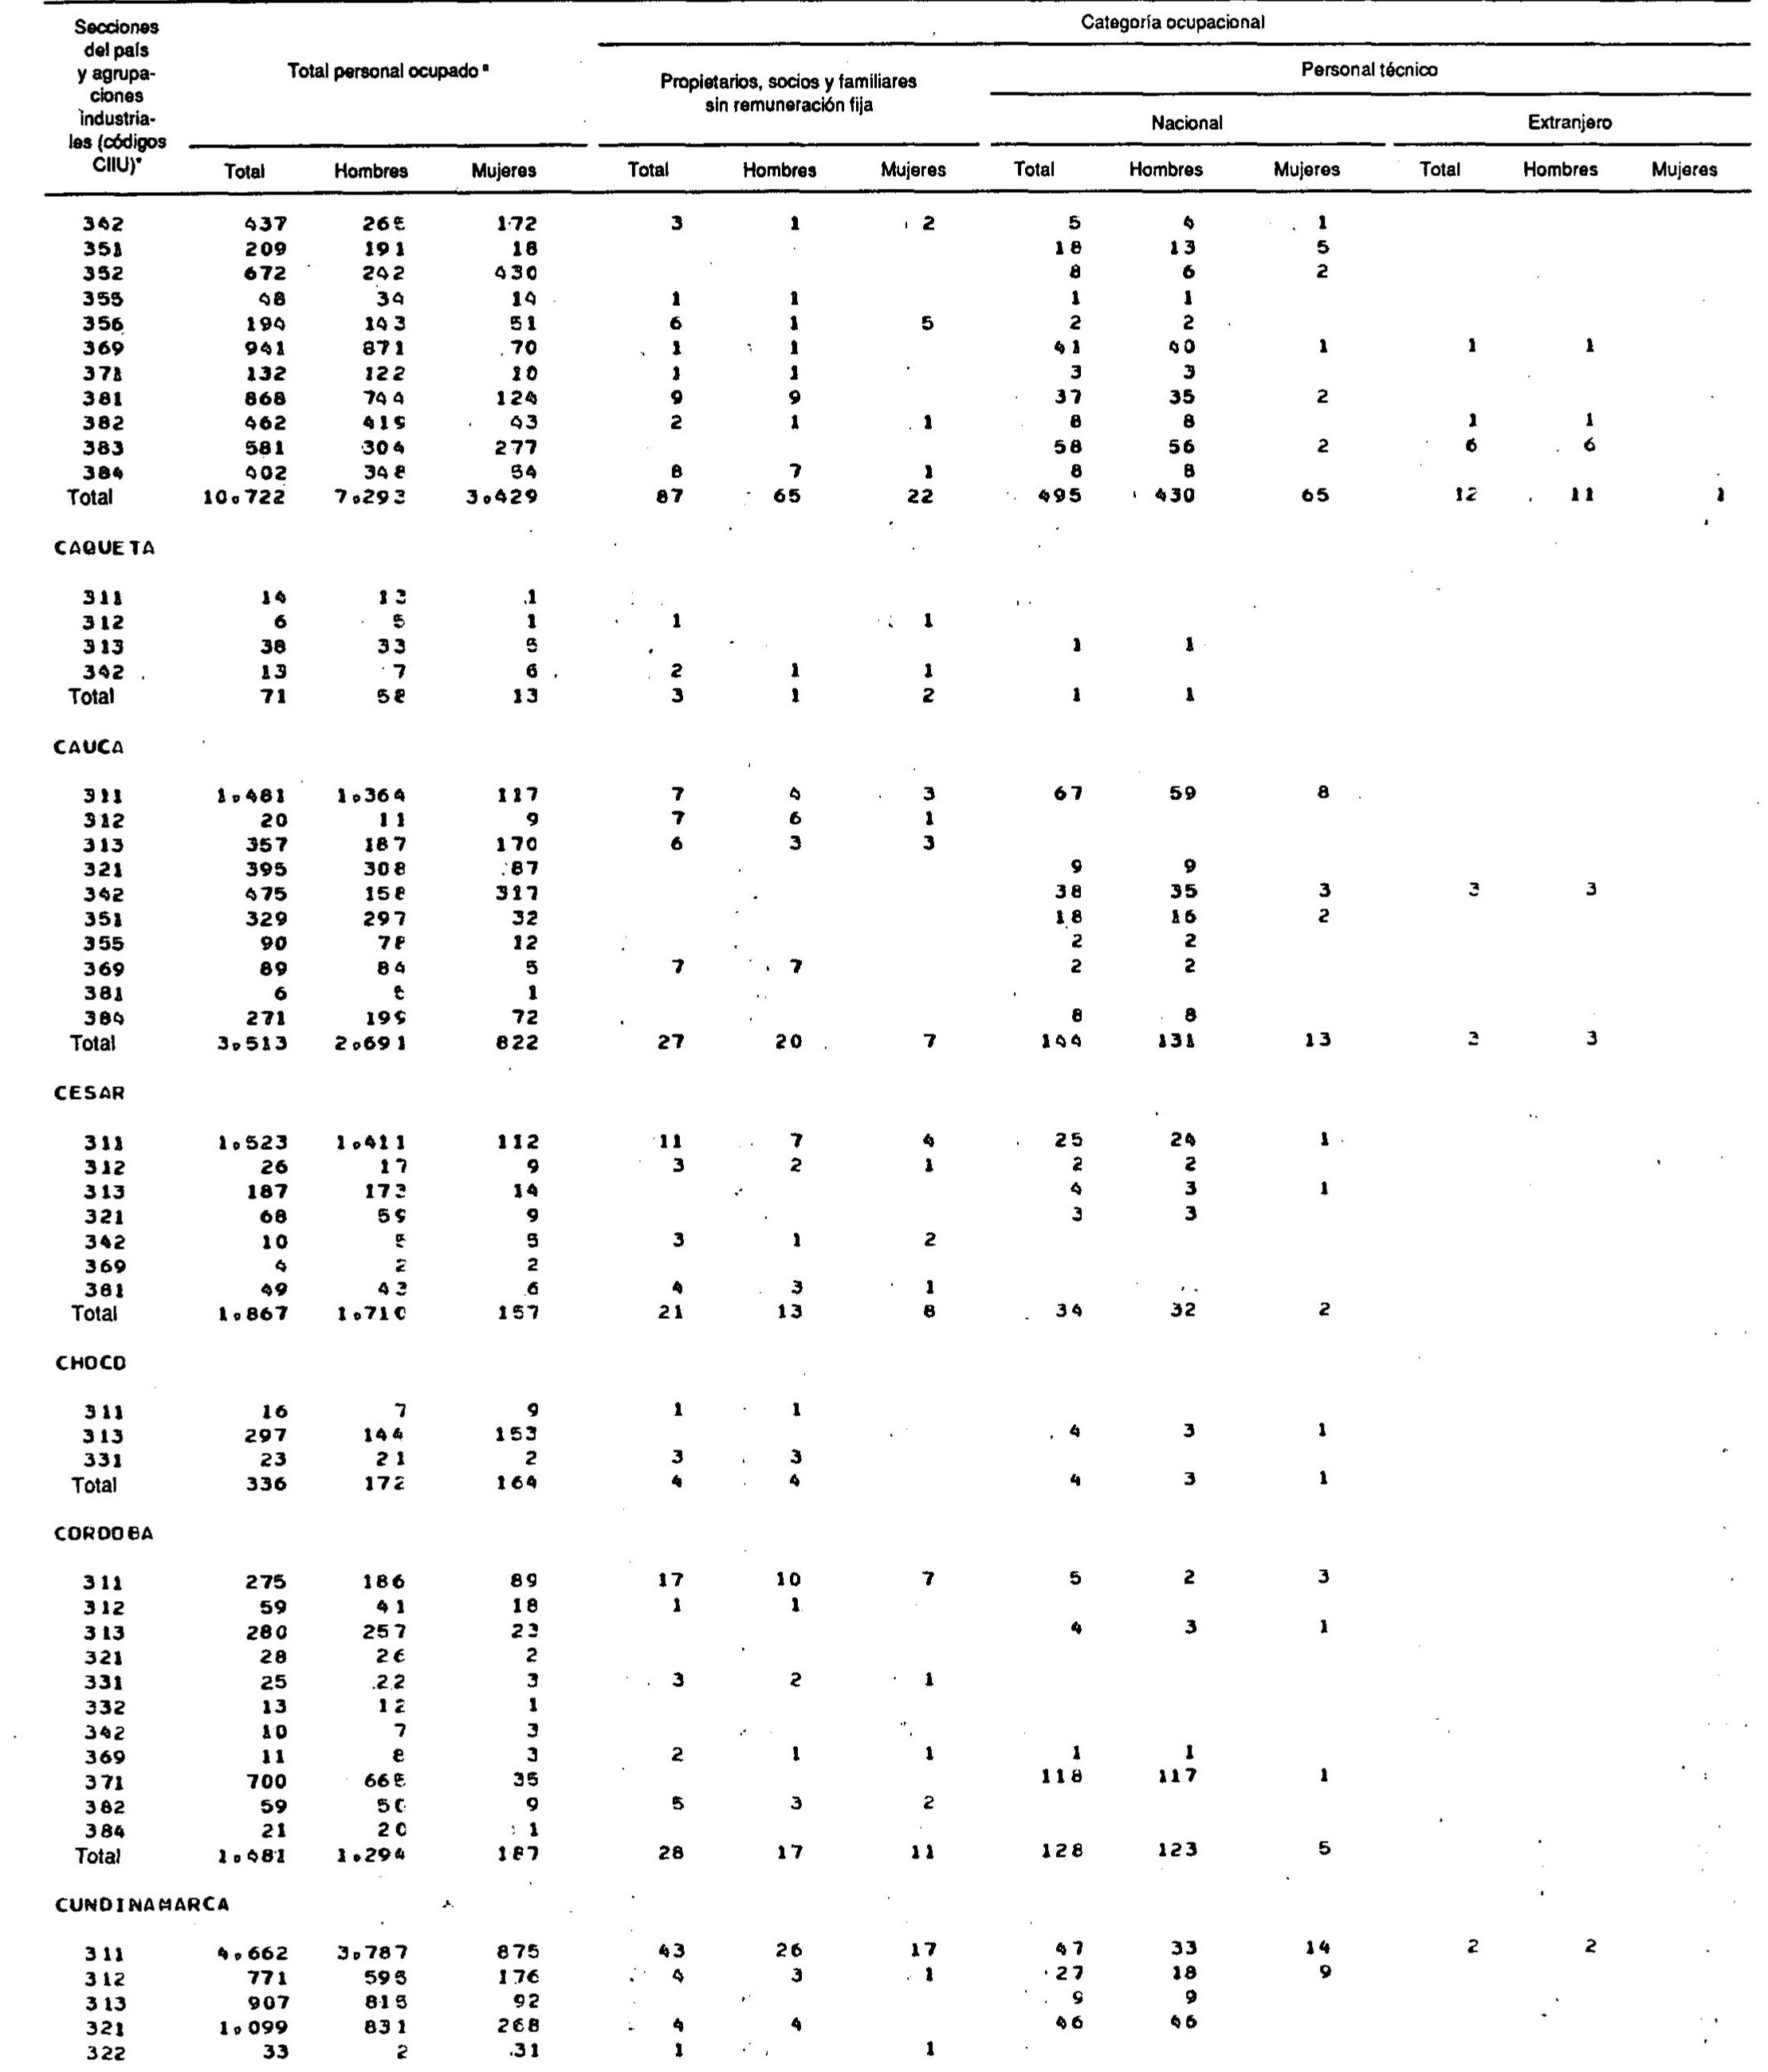 Secciones del país y agrupaciones industriales (códigos CIIU)* Total personal ocupado ª Categoría ocupacional
Propietarios, socios y familiares sin remuneración fija Personal técnico
Nacional Extranjero
Total Hombres Mujeres Total Hombres Mujeres Total Hombres Mujeres Total Hombres Mujeres
342 437 265 172 3 1 2 5 4 1
351 209 191 18 18 13 5
352 672 242 430 8 6 2
355 48 34 14 1 1 1 1
356 194 143 51 6 1 5 2 2
369 941 871 70 1 1 41 40 1 1 1
371 132 122 10 1 1 3 3
381 868 744 124 9 9 37 35 2
382 462 419 43 2 1 1 8 8 1 1
383 581 304 277 58 56 2 6 6
384 402 348 54 8 7 1 8 8
Total 10.722 7.293 3.429 87 65 22 495 430 65 12 11 1
CAQUETA
311 14 13 1
312 6 5 1 1 1
313 38 33 5 1 1
342 13 7 6 2 1 1
Total 71 58 13 3 1 2 1 1
CAUCA
311 1.481 1.364 117 7 4 3 67 59 8
312 20 11 9 7 6 1
313 357 187 170 6 3 3
321 395 308 87 9 9
342 475 158 317 38 35 3 3 3
351 329 297 32 18 16 2
355 90 78 12 2 2
369 89 84 5 7 7 2 2
381 6 5 1
384 271 199 72 8 8
Total 3.513 2.691 822 27 20 7 144 131 13 3 3
CESAR
311 1.523 1.411 112 11 7 4 25 24 1
312 26 17 9 3 2 1 2 2
313 187 173 14 4 3 1
321 68 59 9 3 3
342 10 5 5 3 1 2
369 4 2 2
381 49 43 6 4 3 1
Total 1.867 1.710 157 21 13 8 34 32 2
CHOCO
311 16 7 9 1 1
313 297 144 153 4 3 1
331 23 21 2 3 3
Total 336 172 164 4 4 4 3 1
CORDOBA
311 275 186 89 17 10 7 5 2 3
312 59 41 18 1 1
313 280 257 23 4 3 1
321 28 26 2
331 25 22 3 3 2 1
332 13 12 1
342 10 7 3
369 11 8 3 2 1 1 1 1
371 700 665 35 118 117 1
382 59 50 9 5 3 2
384 21 20 1
Total 1.481 1.294 187 28 17 11 128 123 5
CUNDINAMARCA
311 4.662 3.787 875 43 26 17 47 33 14 2 2
312 771 595 176 4 3 1 27 18 9
313 907 815 92 9 9
321 1.099 831 268 4 4 46 46
322 33 2 31 1 1